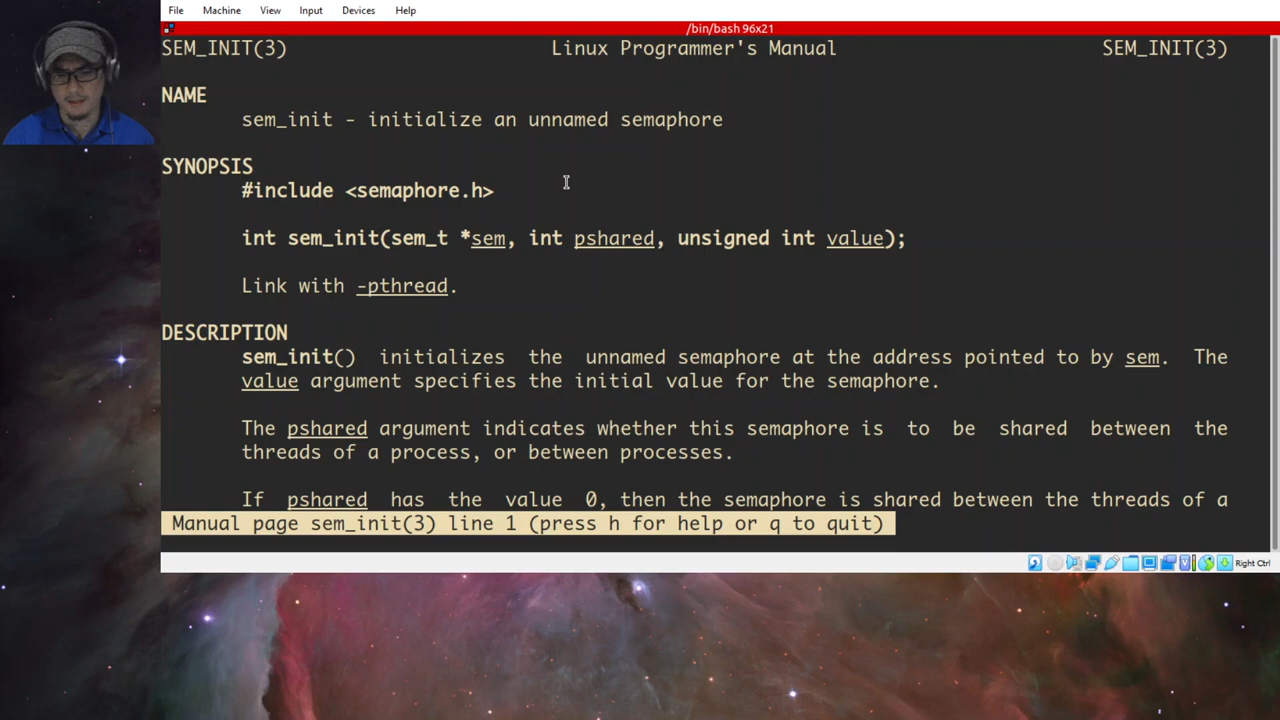 File Machine View Input Devices Help
/bin/bash 96x21
SEM_INIT(3) Linux Programmer's Manual SEM_INIT(3)
NAME
sem_init - initialize an unnamed semaphore
SYNOPSIS
#include <semaphore.h>
int sem_init(sem_t *sem, int pshared, unsigned int value);
Link with -pthread.
DESCRIPTION
sem_init() initializes the unnamed semaphore at the address pointed to by sem. The
value argument specifies the initial value for the semaphore.
The pshared argument indicates whether this semaphore is to be shared between the
threads of a process, or between processes.
If pshared has the value 0, then the semaphore is shared between the threads of a
Manual page sem_init(3) line 1 (press h for help or q to quit)
Right Ctrl